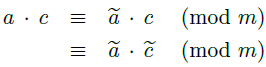 a · c ≡ ã · c (mod m)
≡ ã · c̃ (mod m)